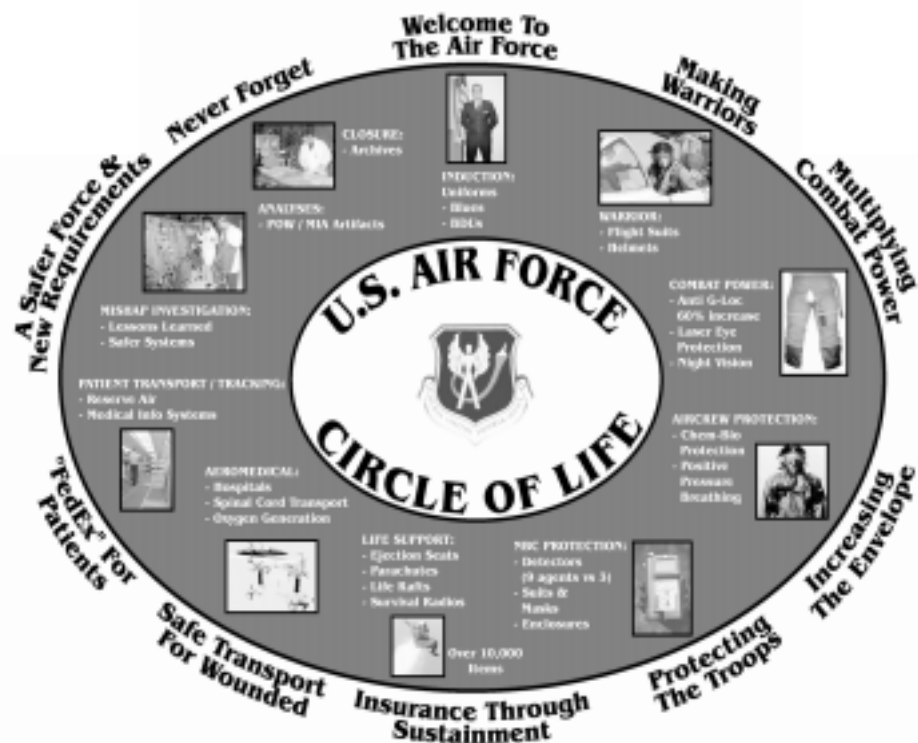 Welcome To
The Air Force
Making
Warriors
Multiplying
Combat Power
Increasing
The Envelope
Protecting
The Troops
Insurance Through
Sustainment
Safe Transport
For Wounded
"FedEx" For
Patients
A Safer Force &
New Requirements
Never Forget
U.S. AIR FORCE
CIRCLE OF LIFE
INDUCTION:
Uniforms
- Blues
- BDUs
WARRIOR:
- Flight Suits
- Helmets
COMBAT POWER:
- Anti G-Loc
60% increase
- Laser Eye
Protection
- Night Vision
AIRCREW PROTECTION:
- Chem-Bio
Protection
- Positive
Pressure
Breathing
NBC PROTECTION:
- Detectors
(9 agents vs 3)
- Suits &
Masks
- Enclosures
LIFE SUPPORT:
- Ejection Seats
- Parachutes
- Life Rafts
- Survival Radios
Over 10,000
Items
AEROMEDICAL:
- Hospitals
- Spinal Cord Transport
- Oxygen Generation
PATIENT TRANSPORT / TRACKING:
- Reserve Air
- Medical Info Systems
MISHAP INVESTIGATION:
- Lessons Learned
- Safer Systems
ANALYSES:
- POW / MIA Artifacts
CLOSURE:
- Archives